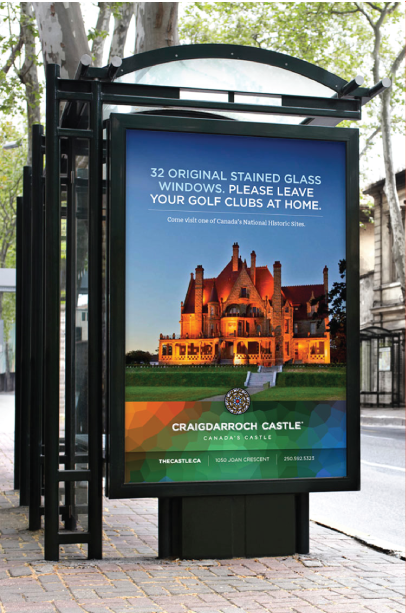 32 ORIGINAL STAINED GLASS
WINDOWS. PLEASE LEAVE
YOUR GOLF CLUBS AT HOME.
Come visit one of Canada's National Historic Sites.
CRAIGDARROCH CASTLE
CANADA'S CASTLE
THECASTLE.CA | 1050 JOAN CRESCENT | 250.592.5323